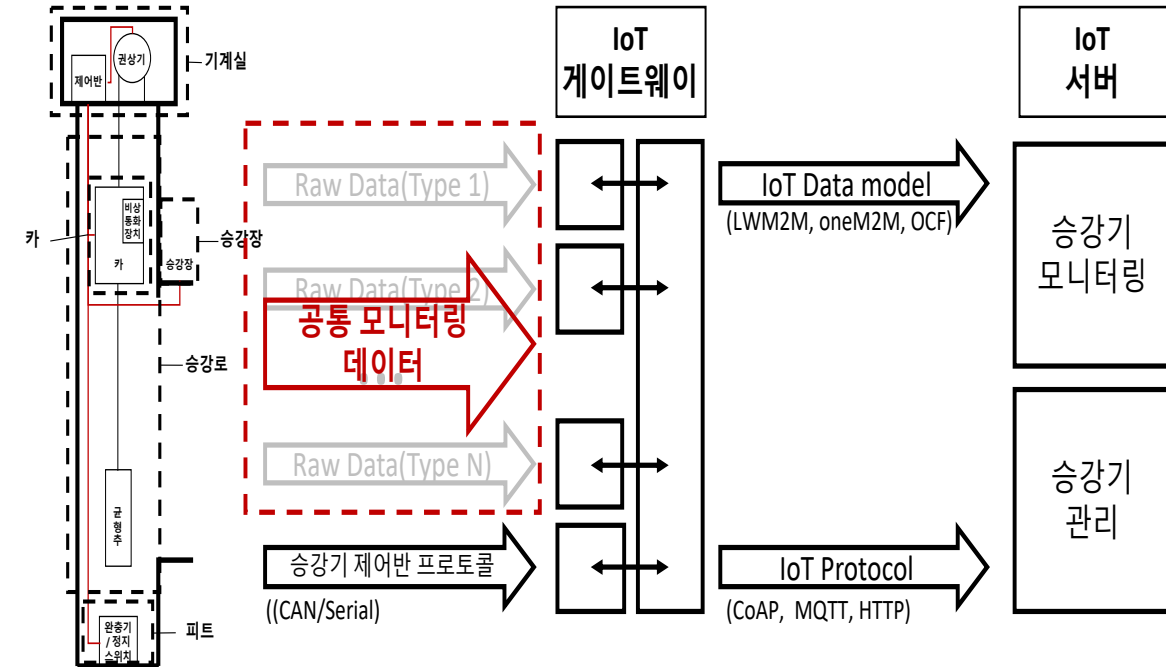 권상기
제어반
기계실
비상
통화
장치
카
카
승강장
승강장
승강로
균
형
추
완충기
/ 정지
스위치
피트
Raw Data(Type 1)
Raw Data(Type 2)
공통 모니터링
데이터
...
Raw Data(Type N)
승강기 제어반 프로토콜
((CAN/Serial)
IoT
게이트웨이
IoT Data model
(LWM2M, oneM2M, OCF)
IoT Protocol
(CoAP, MQTT, HTTP)
IoT
서버
승강기
모니터링
승강기
관리